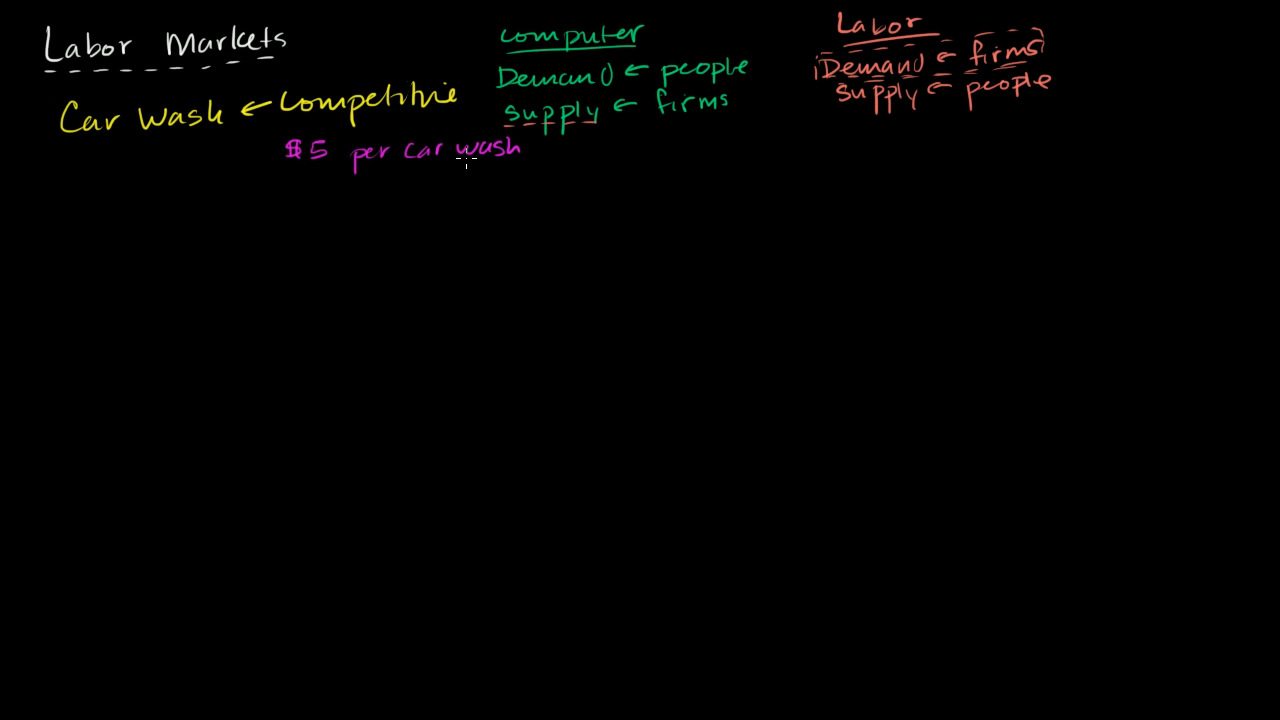 Labor Markets
Car Wash ← Competitive
$5 per car wash
computer
Demand ← people
supply ← firms
Labor
Demand ← firms
supply ← people